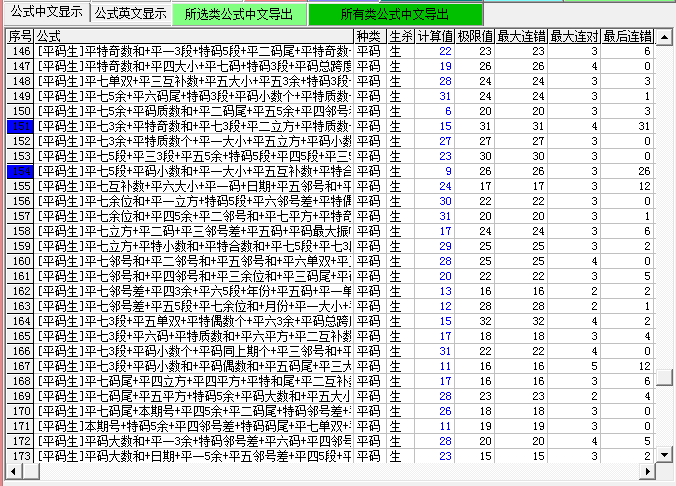 公式中文显示 公式英文显示 所选类公式中文导出 所有类公式中文导出
序号 公式 种类 生杀 计算值 极限值 最大连错 最大连对 最后连错
146 [平码生]平特奇数和+平一3段+特码5段+平二码尾+平特奇数 平码 生 22 23 23 3 6
147 [平码生]平特奇数和+平四大小+平七码+特码3段+平码总跨度 平码 生 19 26 26 4 0
148 [平码生]平七单双+平三互补数+平五大小+平五3余+特码3段 平码 生 28 24 24 3 3
149 [平码生]平七5余+平六码尾+特码3段+平码小数个+平特质数 平码 生 31 24 24 3 1
150 [平码生]平七5余+平码质数和+平二码尾+平五5余+平四邻号 平码 生 6 20 20 3 3
[平码生]平七3余+平特奇数和+平七3段+平二立方+平特质数 平码 生 15 31 31 4 31
152 [平码生]平七3余+平特质数个+平一大小+平五立方+平码小数 平码 生 27 27 27 3 0
153 [平码生]平七5段+平三3段+平五5余+特码5段+平四5段+平三5 平码 生 23 30 30 3 0
154 [平码生]平七5段+平码小数和+平一大小+平五互补数+平特合 平码 生 9 26 26 3 26
155 [平码生]平七互补数+平六大小+平一码+日期+平五邻号和+平 平码 生 24 17 17 3 12
156 [平码生]平七余位和+平一立方+特码5段+平六邻号差+平特偶 平码 生 30 22 22 3 0
157 [平码生]平七余位和+平四5余+平二邻号和+平七平方+平特奇 平码 生 31 20 20 3 1
158 [平码生]平七立方+平二码+平三邻号差+平五码+平码最大振 平码 生 17 24 24 3 6
159 [平码生]平七立方+平特小数和+平特合数和+平七5段+平七3 平码 生 29 25 25 3 2
160 [平码生]平七邻号和+平二邻号和+平五邻号和+平六单双+平三 平码 生 28 25 25 4 0
161 [平码生]平七邻号和+平四邻号和+平三余位和+平三码尾+平 平码 生 20 22 22 3 5
162 [平码生]平七邻号差+平四3余+平六5段+年份+平五码+平一单 平码 生 13 16 16 2 2
163 [平码生]平七邻号差+平五5段+平七余位和+月份+平一大小+ 平码 生 12 28 28 2 1
164 [平码生]平七3段+平五单双+平特偶数个+平六3余+平码总跨 平码 生 15 32 32 4 2
165 [平码生]平七3段+平六码+平特质数和+平六平方+平二互补数 平码 生 17 18 18 3 4
166 [平码生]平七3段+平码小数个+平码同上期个+平三邻号和+平 平码 生 31 22 22 4 0
167 [平码生]平七3段+平码小数和+平码偶数和+平五码尾+平三大 平码 生 11 16 16 5 12
168 [平码生]平七码尾+平四立方+平四平方+平特和尾+平二互补 平码 生 17 16 16 3 6
169 [平码生]平七码尾+平五平方+特码5余+平码大数和+平五大 平码 生 28 23 23 2 4
170 [平码生]平七码尾+本期号+平四5余+平二码尾+特码邻号差+ 平码 生 26 18 18 3 0
171 [平码生]本期号+特码5余+平四邻号差+特码码尾+平七单双+ 平码 生 11 19 19 3 0
172 [平码生]平码大数和+平一3余+特码邻号差+平六码+平四邻号 平码 生 28 20 20 4 5
173 [平码生]平码大数和+日期+平一5余+平五邻号差+平四5段+平 平码 生 23 15 15 3 2